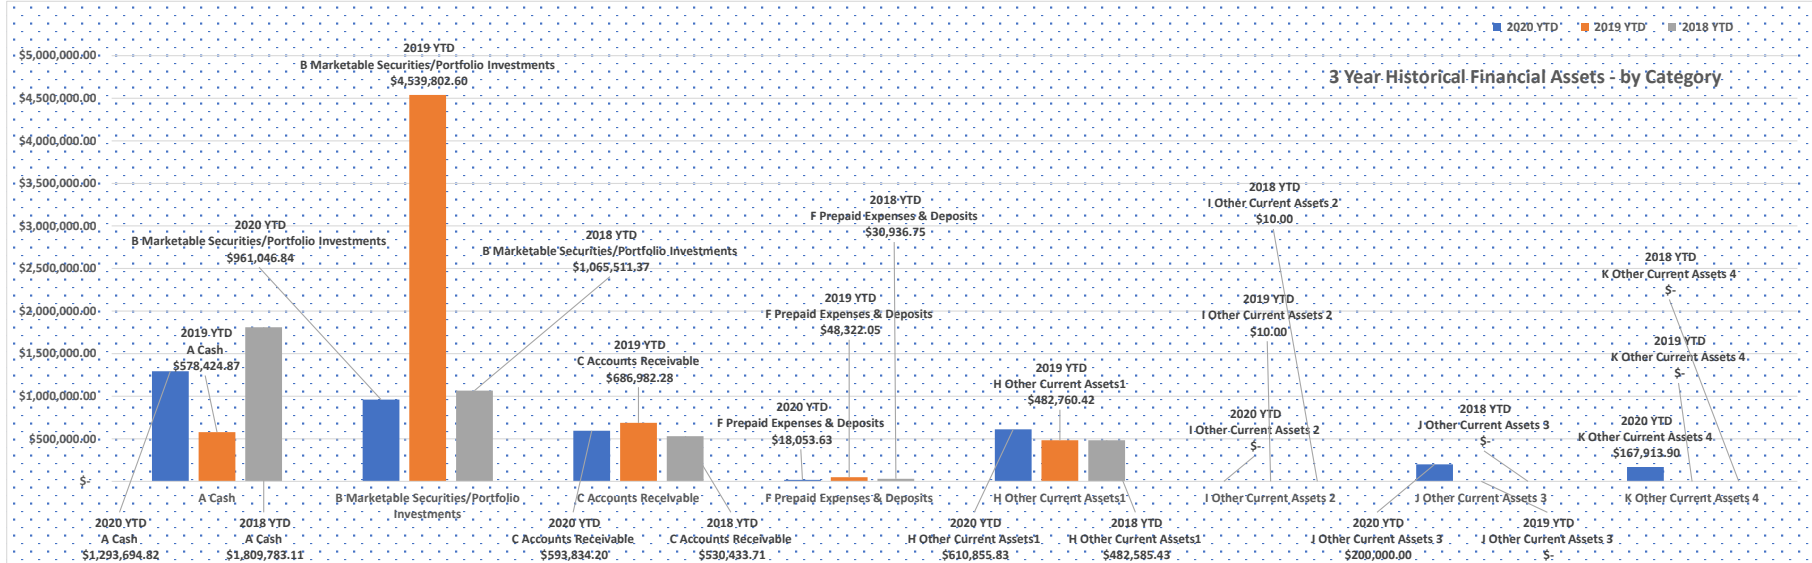 2020 YTD
2019 YTD
2018 YTD
3 Year Historical Financial Assets - by Category
$5,000,000.00
$4,500,000.00
$4,000,000.00
$3,500,000.00
$3,000,000.00
$2,500,000.00
$2,000,000.00
$1,500,000.00
$1,000,000.00
$500,000.00
$-
2020 YTD
A Cash
$1,293,694.82
2019 YTD
A Cash
$578,424.87
2018 YTD
A Cash
$1,809,783.11
2020 YTD
B Marketable Securities/Portfolio Investments
$961,046.84
2019 YTD
B Marketable Securities/Portfolio Investments
$4,539,802.60
2018 YTD
B Marketable Securities/Portfolio Investments
$1,065,511.37
2020 YTD
C Accounts Receivable
$593,834.20
2019 YTD
C Accounts Receivable
$686,982.28
2018 YTD
C Accounts Receivable
$530,433.71
2020 YTD
F Prepaid Expenses & Deposits
$18,053.63
2019 YTD
F Prepaid Expenses & Deposits
$48,322.05
2018 YTD
F Prepaid Expenses & Deposits
$30,936.75
2020 YTD
H Other Current Assets1
$610,855.83
2019 YTD
H Other Current Assets1
$482,760.42
2018 YTD
H Other Current Assets1
$482,585.43
2020 YTD
I Other Current Assets 2
$-
2019 YTD
I Other Current Assets 2
$10.00
2018 YTD
I Other Current Assets 2
$10.00
2020 YTD
J Other Current Assets 3
$200,000.00
2019 YTD
J Other Current Assets 3
$-
2018 YTD
J Other Current Assets 3
$-
2020 YTD
K Other Current Assets 4
$167,913.90
2019 YTD
K Other Current Assets 4
$-
2018 YTD
K Other Current Assets 4
$-
A Cash
B Marketable Securities/Portfolio
Investments
C Accounts Receivable
F Prepaid Expenses & Deposits
H Other Current Assets1
I Other Current Assets 2
J Other Current Assets 3
K Other Current Assets 4